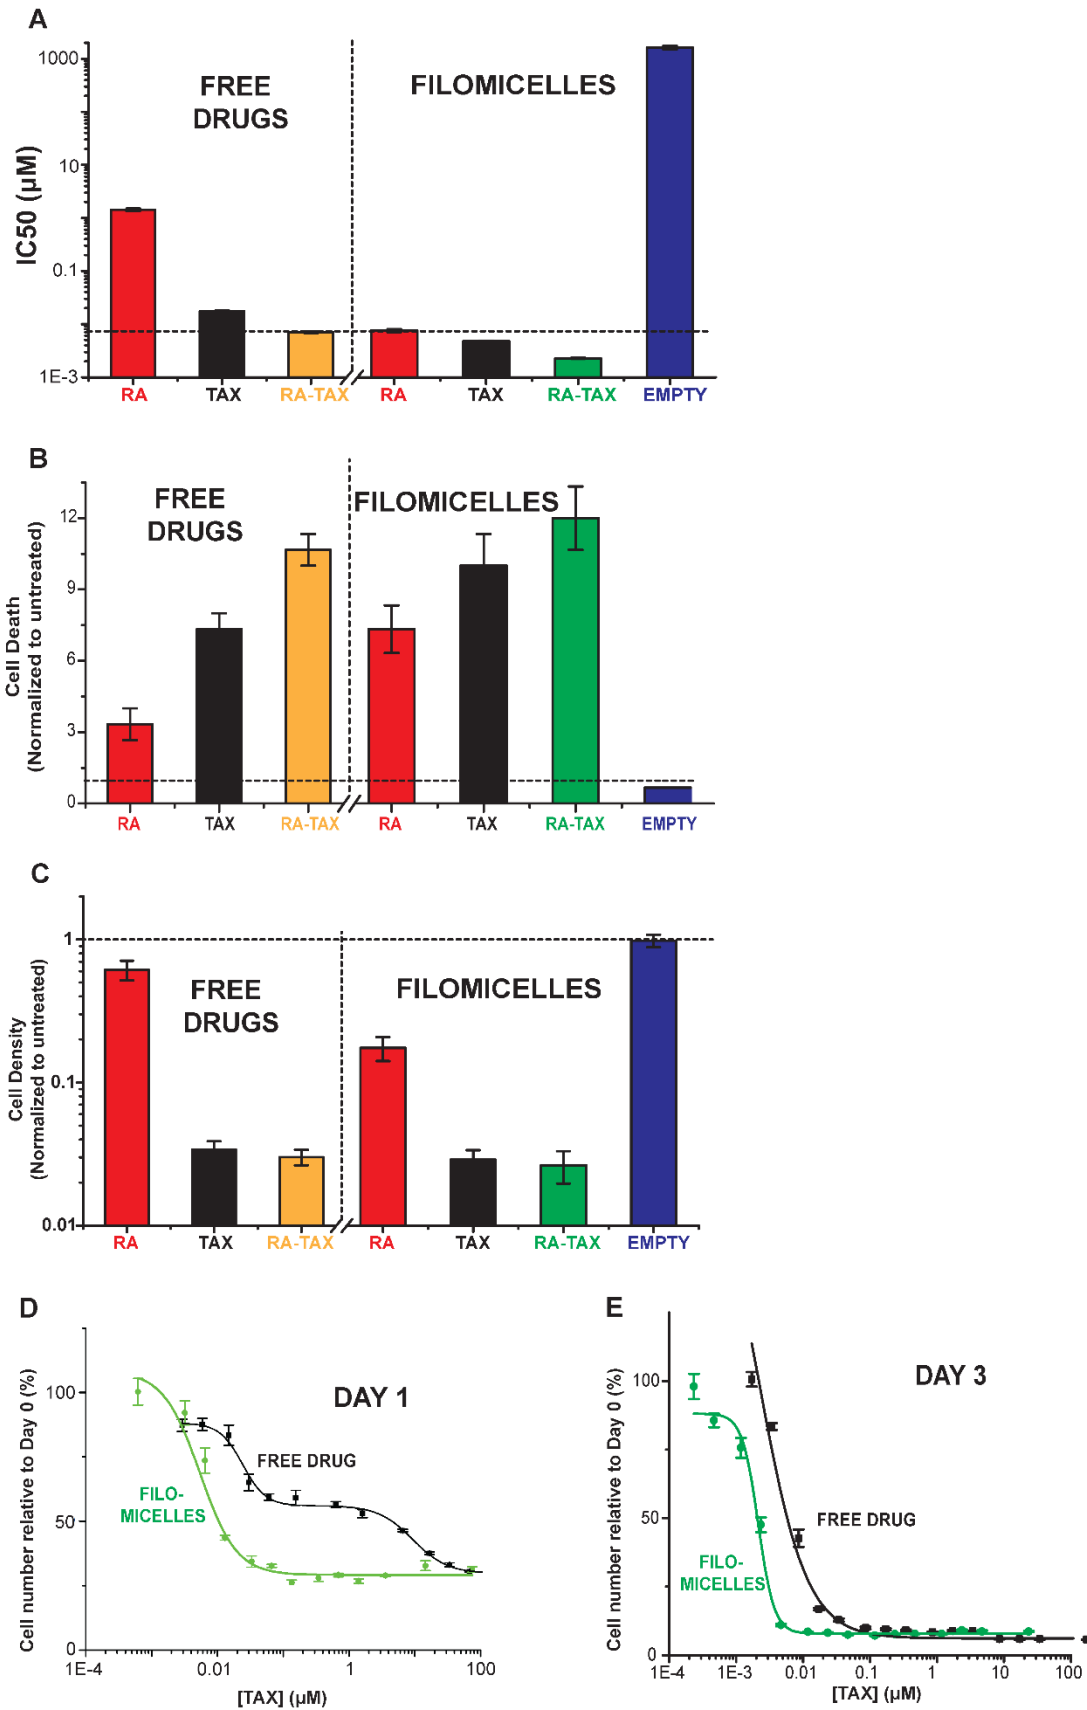 A
1000
10
0.1
1E-3
IC50 (µM)
FREE
DRUGS
FILOMICELLES
RA
TAX
RA-TAX
RA
TAX
RA-TAX
EMPTY
B
12
9
6
3
0
Cell Death
(Normalized to untreated)
FREE
DRUGS
FILOMICELLES
RA
TAX
RA-TAX
RA
TAX
RA-TAX
EMPTY
C
1
0.1
0.01
Cell Density
(Normalized to untreated)
FREE
DRUGS
FILOMICELLES
RA
TAX
RA-TAX
RA
TAX
RA-TAX
EMPTY
D
DAY 1
100
50
0
Cell number relative to Day 0 (%)
FREE DRUG
FILO-
MICELLES
1E-4
0.01
1
100
[TAX] (µM)
E
DAY 3
100
50
0
Cell number relative to Day 0 (%)
FREE DRUG
FILO-
MICELLES
1E-4
1E-3
0.01
0.1
1
10
100
[TAX] (µM)